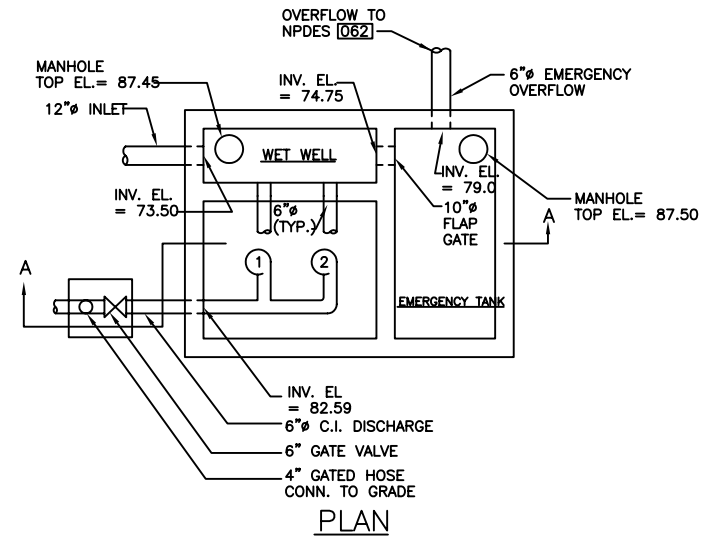 OVERFLOW TO
NPDES 062
MANHOLE
TOP EL.= 87.45
INV. EL.
= 74.75
6"ø EMERGENCY
OVERFLOW
12"ø INLET
WET WELL
INV. EL.
= 73.50
6"ø
(TYP.)
INV. EL.
= 79.0
10"ø
FLAP
GATE
MANHOLE
TOP EL.= 87.50
A
A
1
2
EMERGENCY TANK
INV. EL
= 82.59
6"ø C.I. DISCHARGE
6" GATE VALVE
4" GATED HOSE
CONN. TO GRADE
PLAN